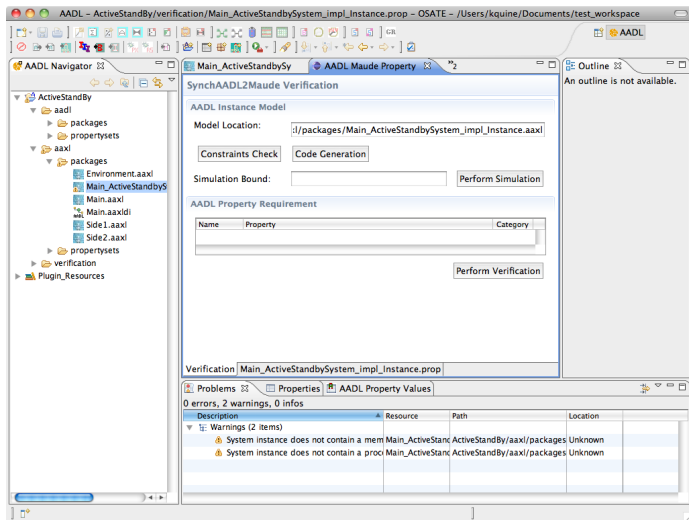 AADL - ActiveStandBy/verification/Main_ActiveStandbySystem_impl_Instance.prop - OSATE - /Users/kquine/Documents/test_workspace
AADL
AADL Navigator
ActiveStandBy
aadl
packages
propertysets
aaxl
packages
Environment.aaxl
Main_ActiveStandbyS
Main.aaxl
Main.aaxldi
Side1.aaxl
Side2.aaxl
propertysets
verification
Plugin_Resources
Main_ActiveStandbySy
AADL Maude Property
»2
SynchAADL2Maude Verification
AADL Instance Model
Model Location:
:l/packages/Main_ActiveStandbySystem_impl_Instance.aaxl
Constraints Check
Code Generation
Simulation Bound:
Perform Simulation
AADL Property Requirement
Name Property Category
Perform Verification
Verification Main_ActiveStandbySystem_impl_Instance.prop
Outline
An outline is not available.
Problems
Properties
AADL Property Values
0 errors, 2 warnings, 0 infos
Description Resource Path Location
Warnings (2 items)
System instance does not contain a mem Main_ActiveStand ActiveStandBy/aaxl/packages Unknown
System instance does not contain a proc Main_ActiveStand ActiveStandBy/aaxl/packages Unknown